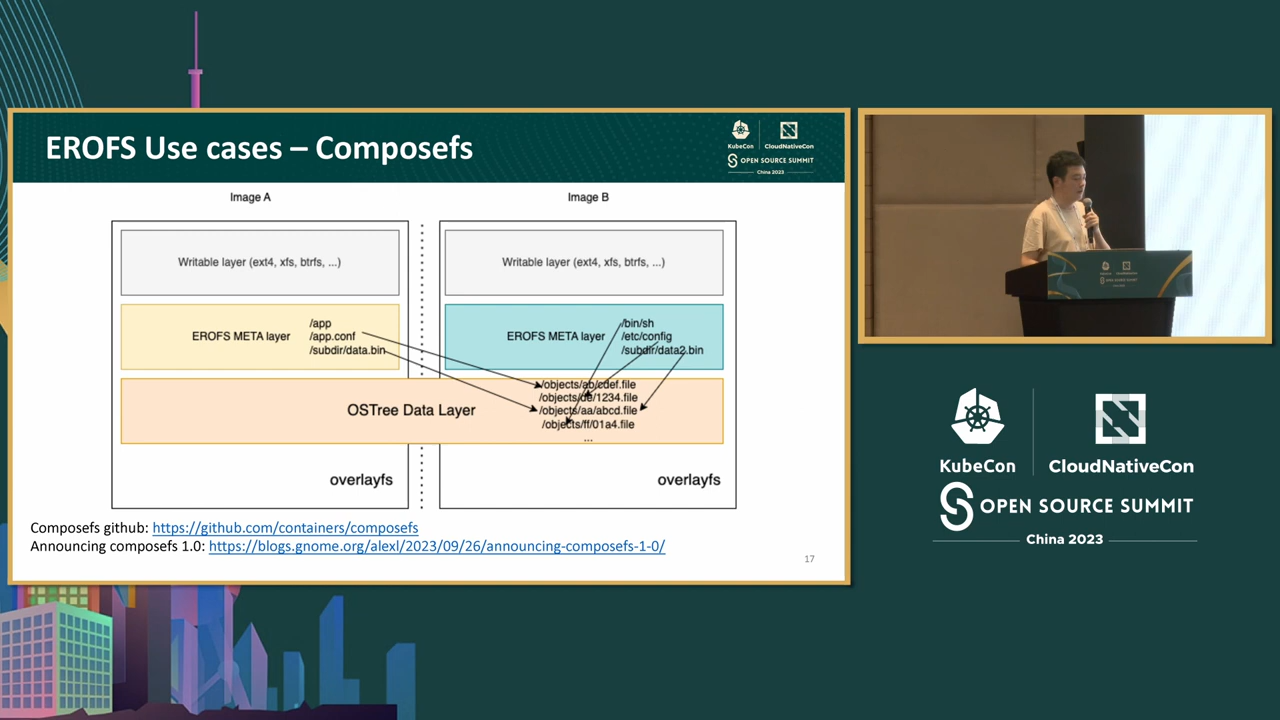 EROFS Use cases – Composefs
KubeCon
CloudNativeCon
OPEN SOURCE SUMMIT
China 2023
Image A
Image B
Writable layer (ext4, xfs, btrfs, ...)
Writable layer (ext4, xfs, btrfs, ...)
EROFS META layer
/app
/app.conf
/subdir/data.bin
EROFS META layer
/bin/sh
/etc/config
/subdir/data2.bin
OSTree Data Layer
/objects/ab/cdef.file
/objects/de/1234.file
/objects/aa/abcd.file
/objects/ff/01a4.file
...
overlayfs
overlayfs
Composefs github: https://github.com/containers/composefs
Announcing composefs 1.0: https://blogs.gnome.org/alexl/2023/09/26/announcing-composefs-1-0/
17
KubeCon
CloudNativeCon
OPEN SOURCE SUMMIT
China 2023